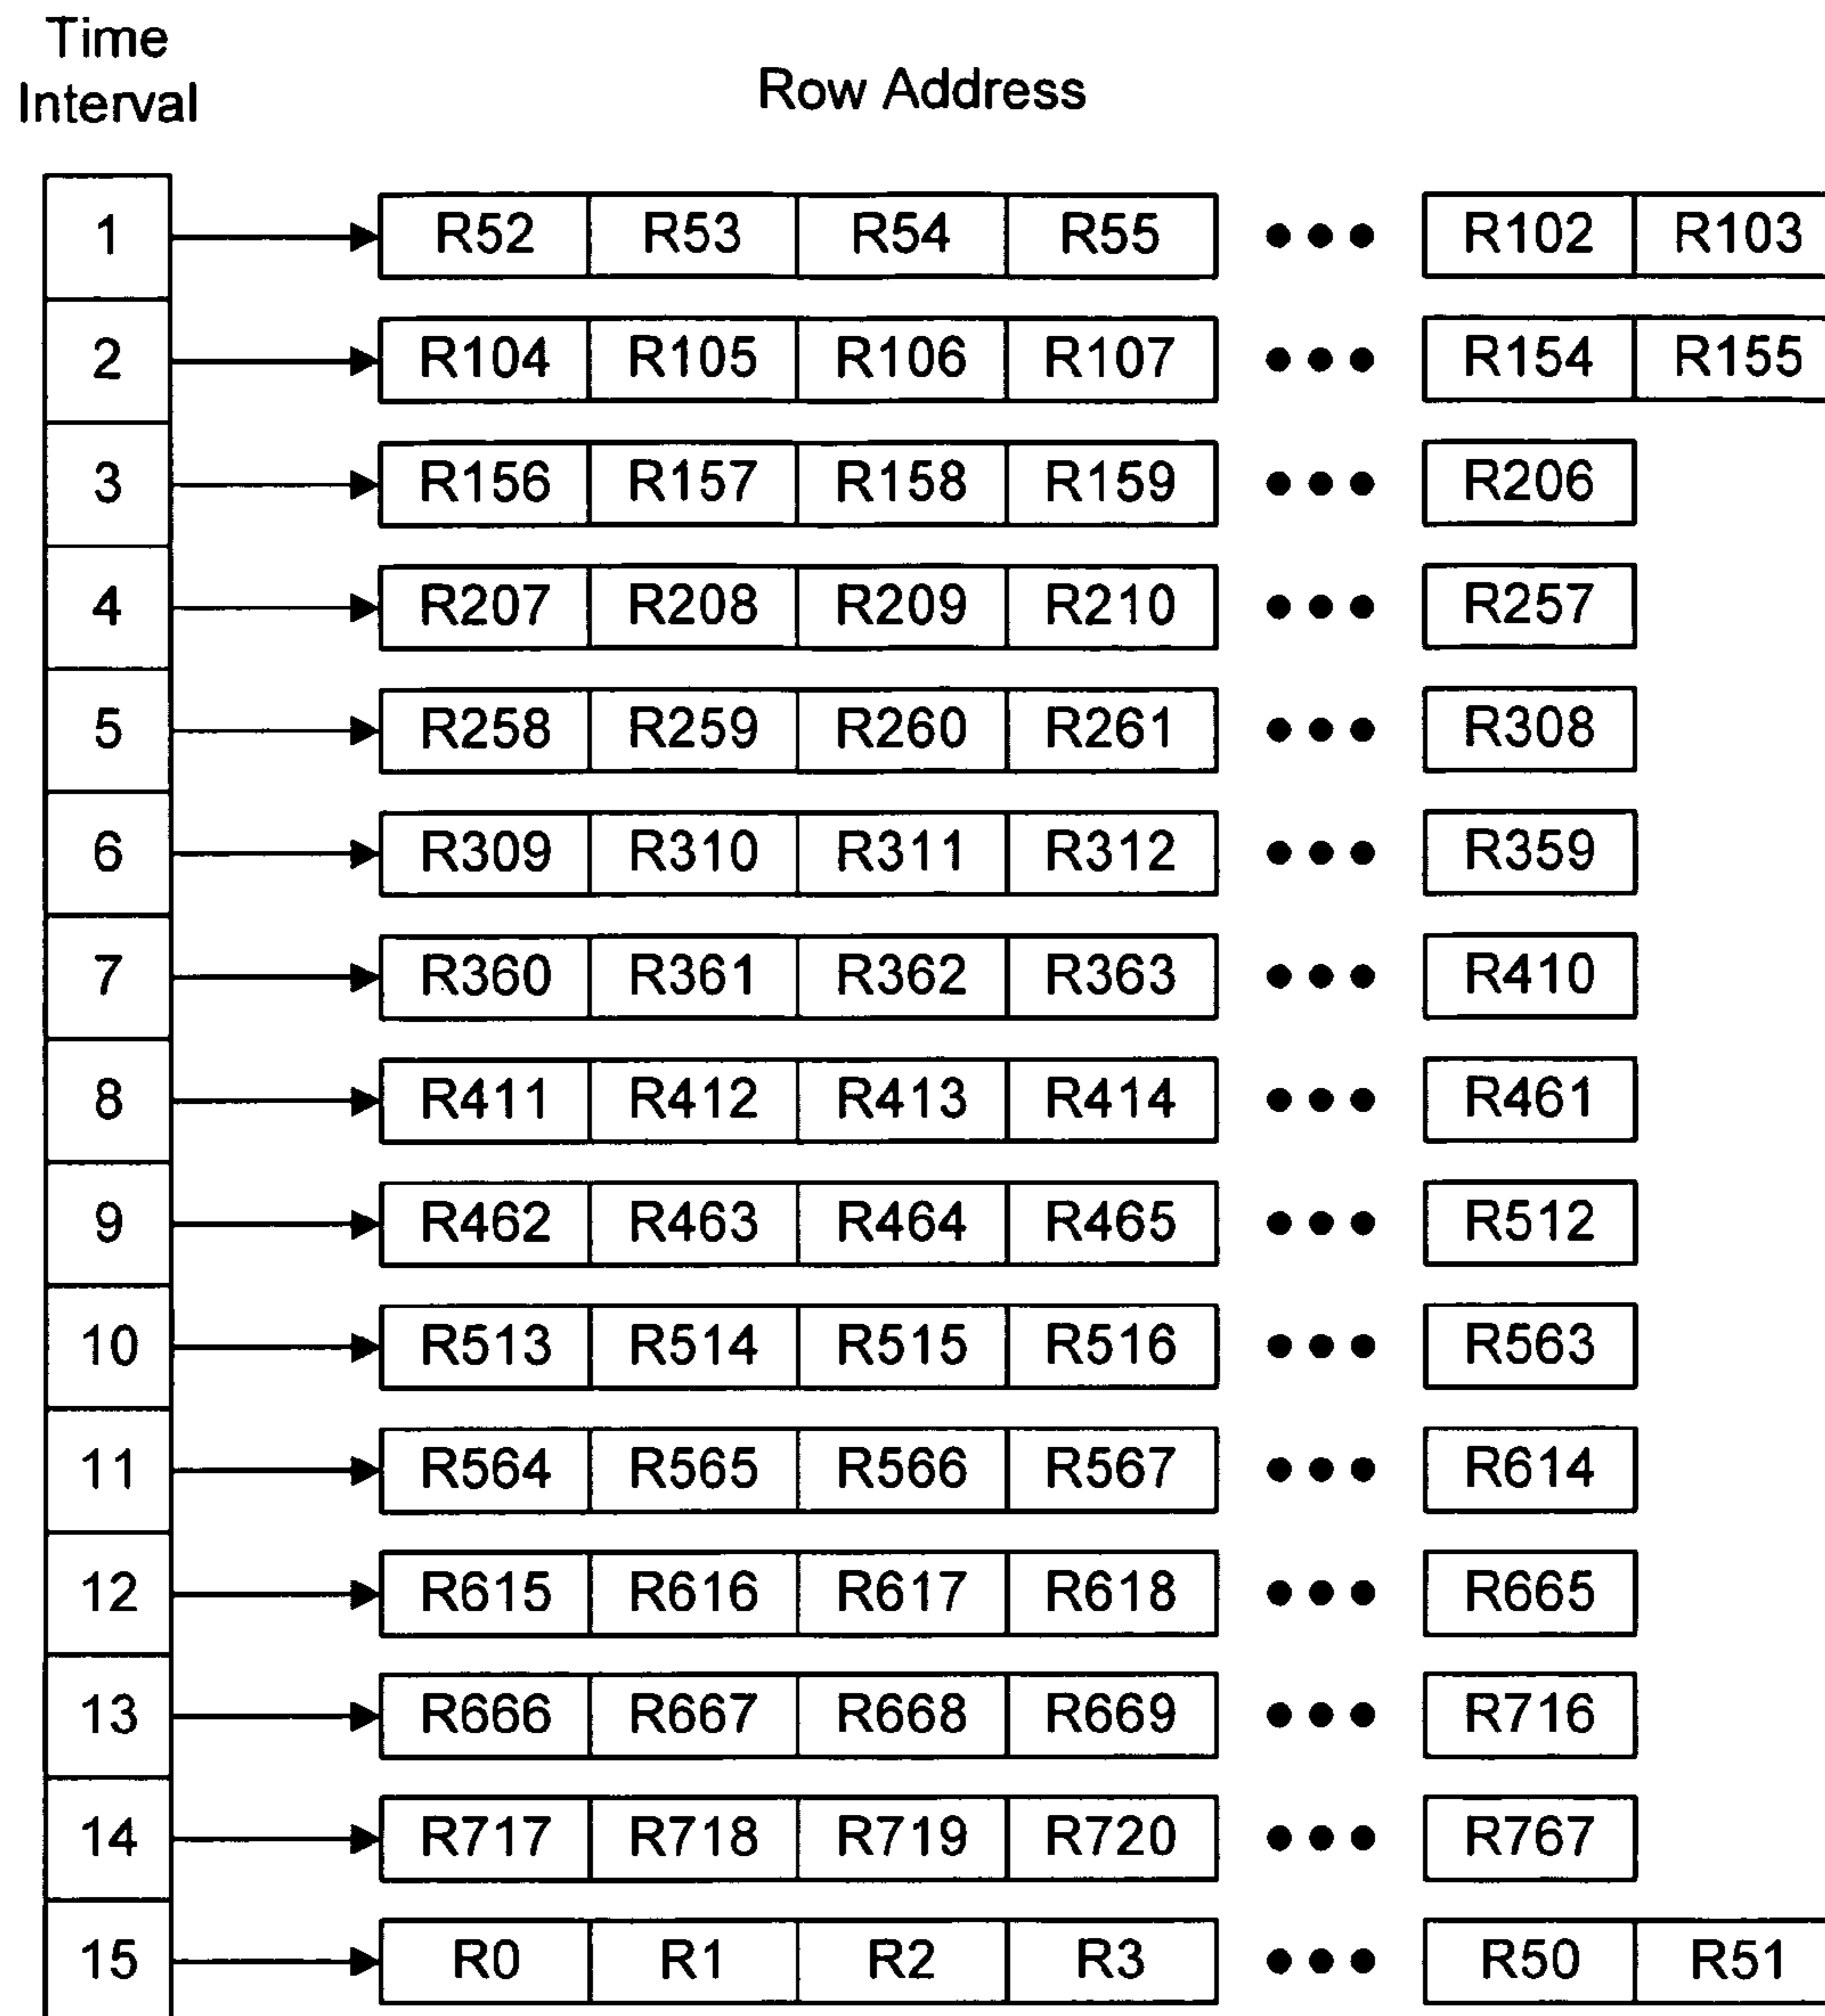 Time
Interval
Row Address
1 R52 R53 R54 R55 ••• R102 R103
2 R104 R105 R106 R107 ••• R154 R155
3 R156 R157 R158 R159 ••• R206
4 R207 R208 R209 R210 ••• R257
5 R258 R259 R260 R261 ••• R308
6 R309 R310 R311 R312 ••• R359
7 R360 R361 R362 R363 ••• R410
8 R411 R412 R413 R414 ••• R461
9 R462 R463 R464 R465 ••• R512
10 R513 R514 R515 R516 ••• R563
11 R564 R565 R566 R567 ••• R614
12 R615 R616 R617 R618 ••• R665
13 R666 R667 R668 R669 ••• R716
14 R717 R718 R719 R720 ••• R767
15 R0 R1 R2 R3 ••• R50 R51